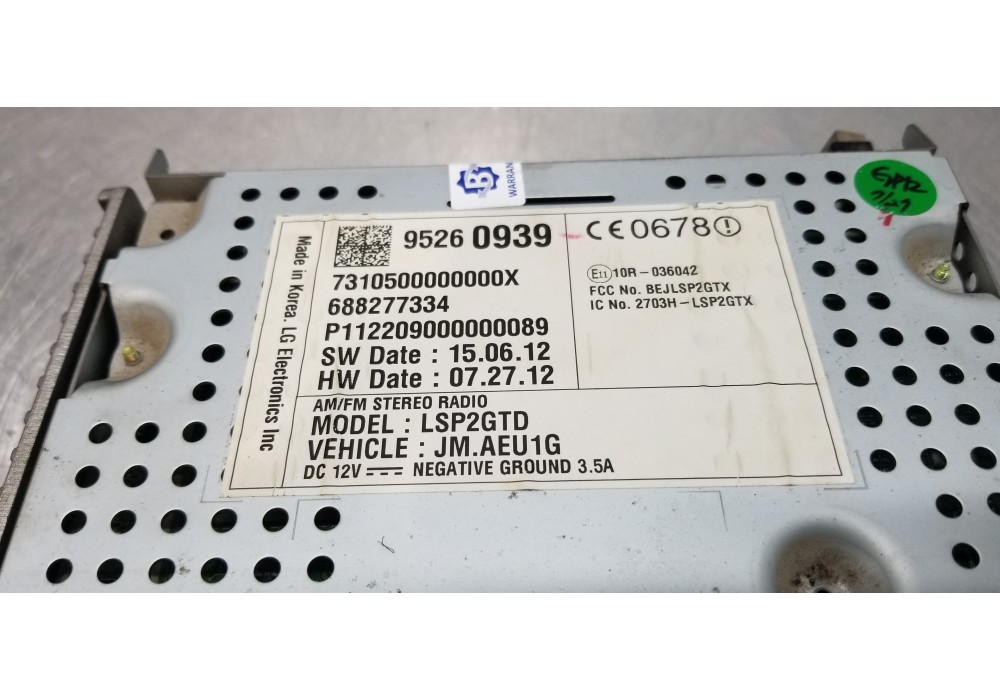 B
WARRAN
EPR
Made in Korea. LG Electronics Inc
9526 0939
7310500000000X
688277334
P112209000000089
SW Date : 15.06.12
HW Date : 07.27.12
CE0678
E11 10R-036042
FCC No. BEJLSP2GTX
IC No. 2703H-LSP2GTX
AM/FM STEREO RADIO
MODEL : LSP2GTD
VEHICLE : JM.AEU1G
DC 12V NEGATIVE GROUND 3.5A